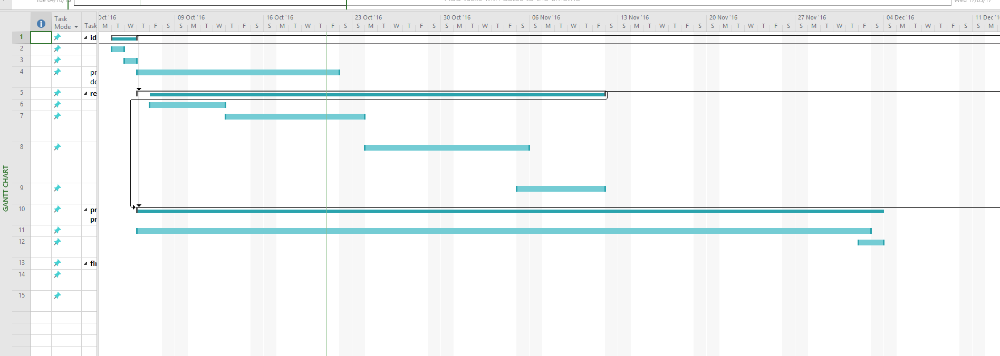 Tue 04/10/16
Add tasks with dates to the timeline
Wed 17/05/17
Task Mode
Task
Oct '16
09 Oct '16
16 Oct '16
23 Oct '16
30 Oct '16
06 Nov '16
13 Nov '16
20 Nov '16
27 Nov '16
04 Dec '16
11 Dec '1
M T W T F S S M T W T F S S M T W T F S S M T W T F S S M T W T F S S M T W T F S S M T W T F S S M T W T F S S M T W T F S S M T W T F S S M
1 id
2
3
4 pr
do
5 re
6
7
8
9
10 pr
pr
11
12
13 fin
14
15
GANTT CHART